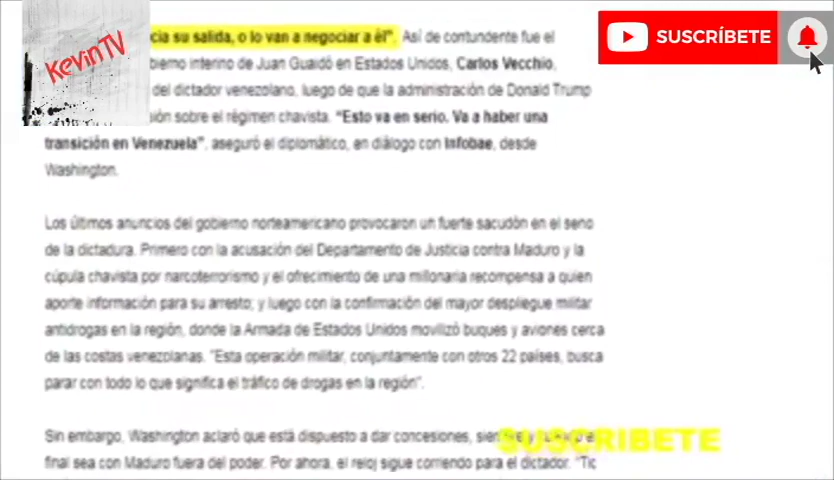 KevinTV
SUSCRÍBETE
cia su salida, o lo van a negociar a él". Así de contundente fue el
bierno interino de Juan Guaidó en Estados Unidos, Carlos Vecchio,
del dictador venezolano, luego de que la administración de Donald Trump
sión sobre el régimen chavista. "Esto va en serio. Va a haber una
transición en Venezuela", aseguró el diplomático, en diálogo con Infobae, desde
Washington.
Los últimos anuncios del gobierno norteamericano provocaron un fuerte sacudón en el seno
de la dictadura. Primero con la acusación del Departamento de Justicia contra Maduro y la
cúpula chavista por narcoterrorismo y el ofrecimiento de una millonaria recompensa a quien
aporte información para su arresto; y luego con la confirmación del mayor despliegue militar
antidrogas en la región, donde la Armada de Estados Unidos movilizó buques y aviones cerca
de las costas venezolanas. "Esta operación militar, conjuntamente con otros 22 países, busca
parar con todo lo que significa el tráfico de drogas en la región".
Sin embargo, Washington aclaró que está dispuesto a dar concesiones,
SUSCRIBETE
final sea con Maduro fuera del poder. Por ahora, el reloj sigue corriendo para el dictador. "Tic